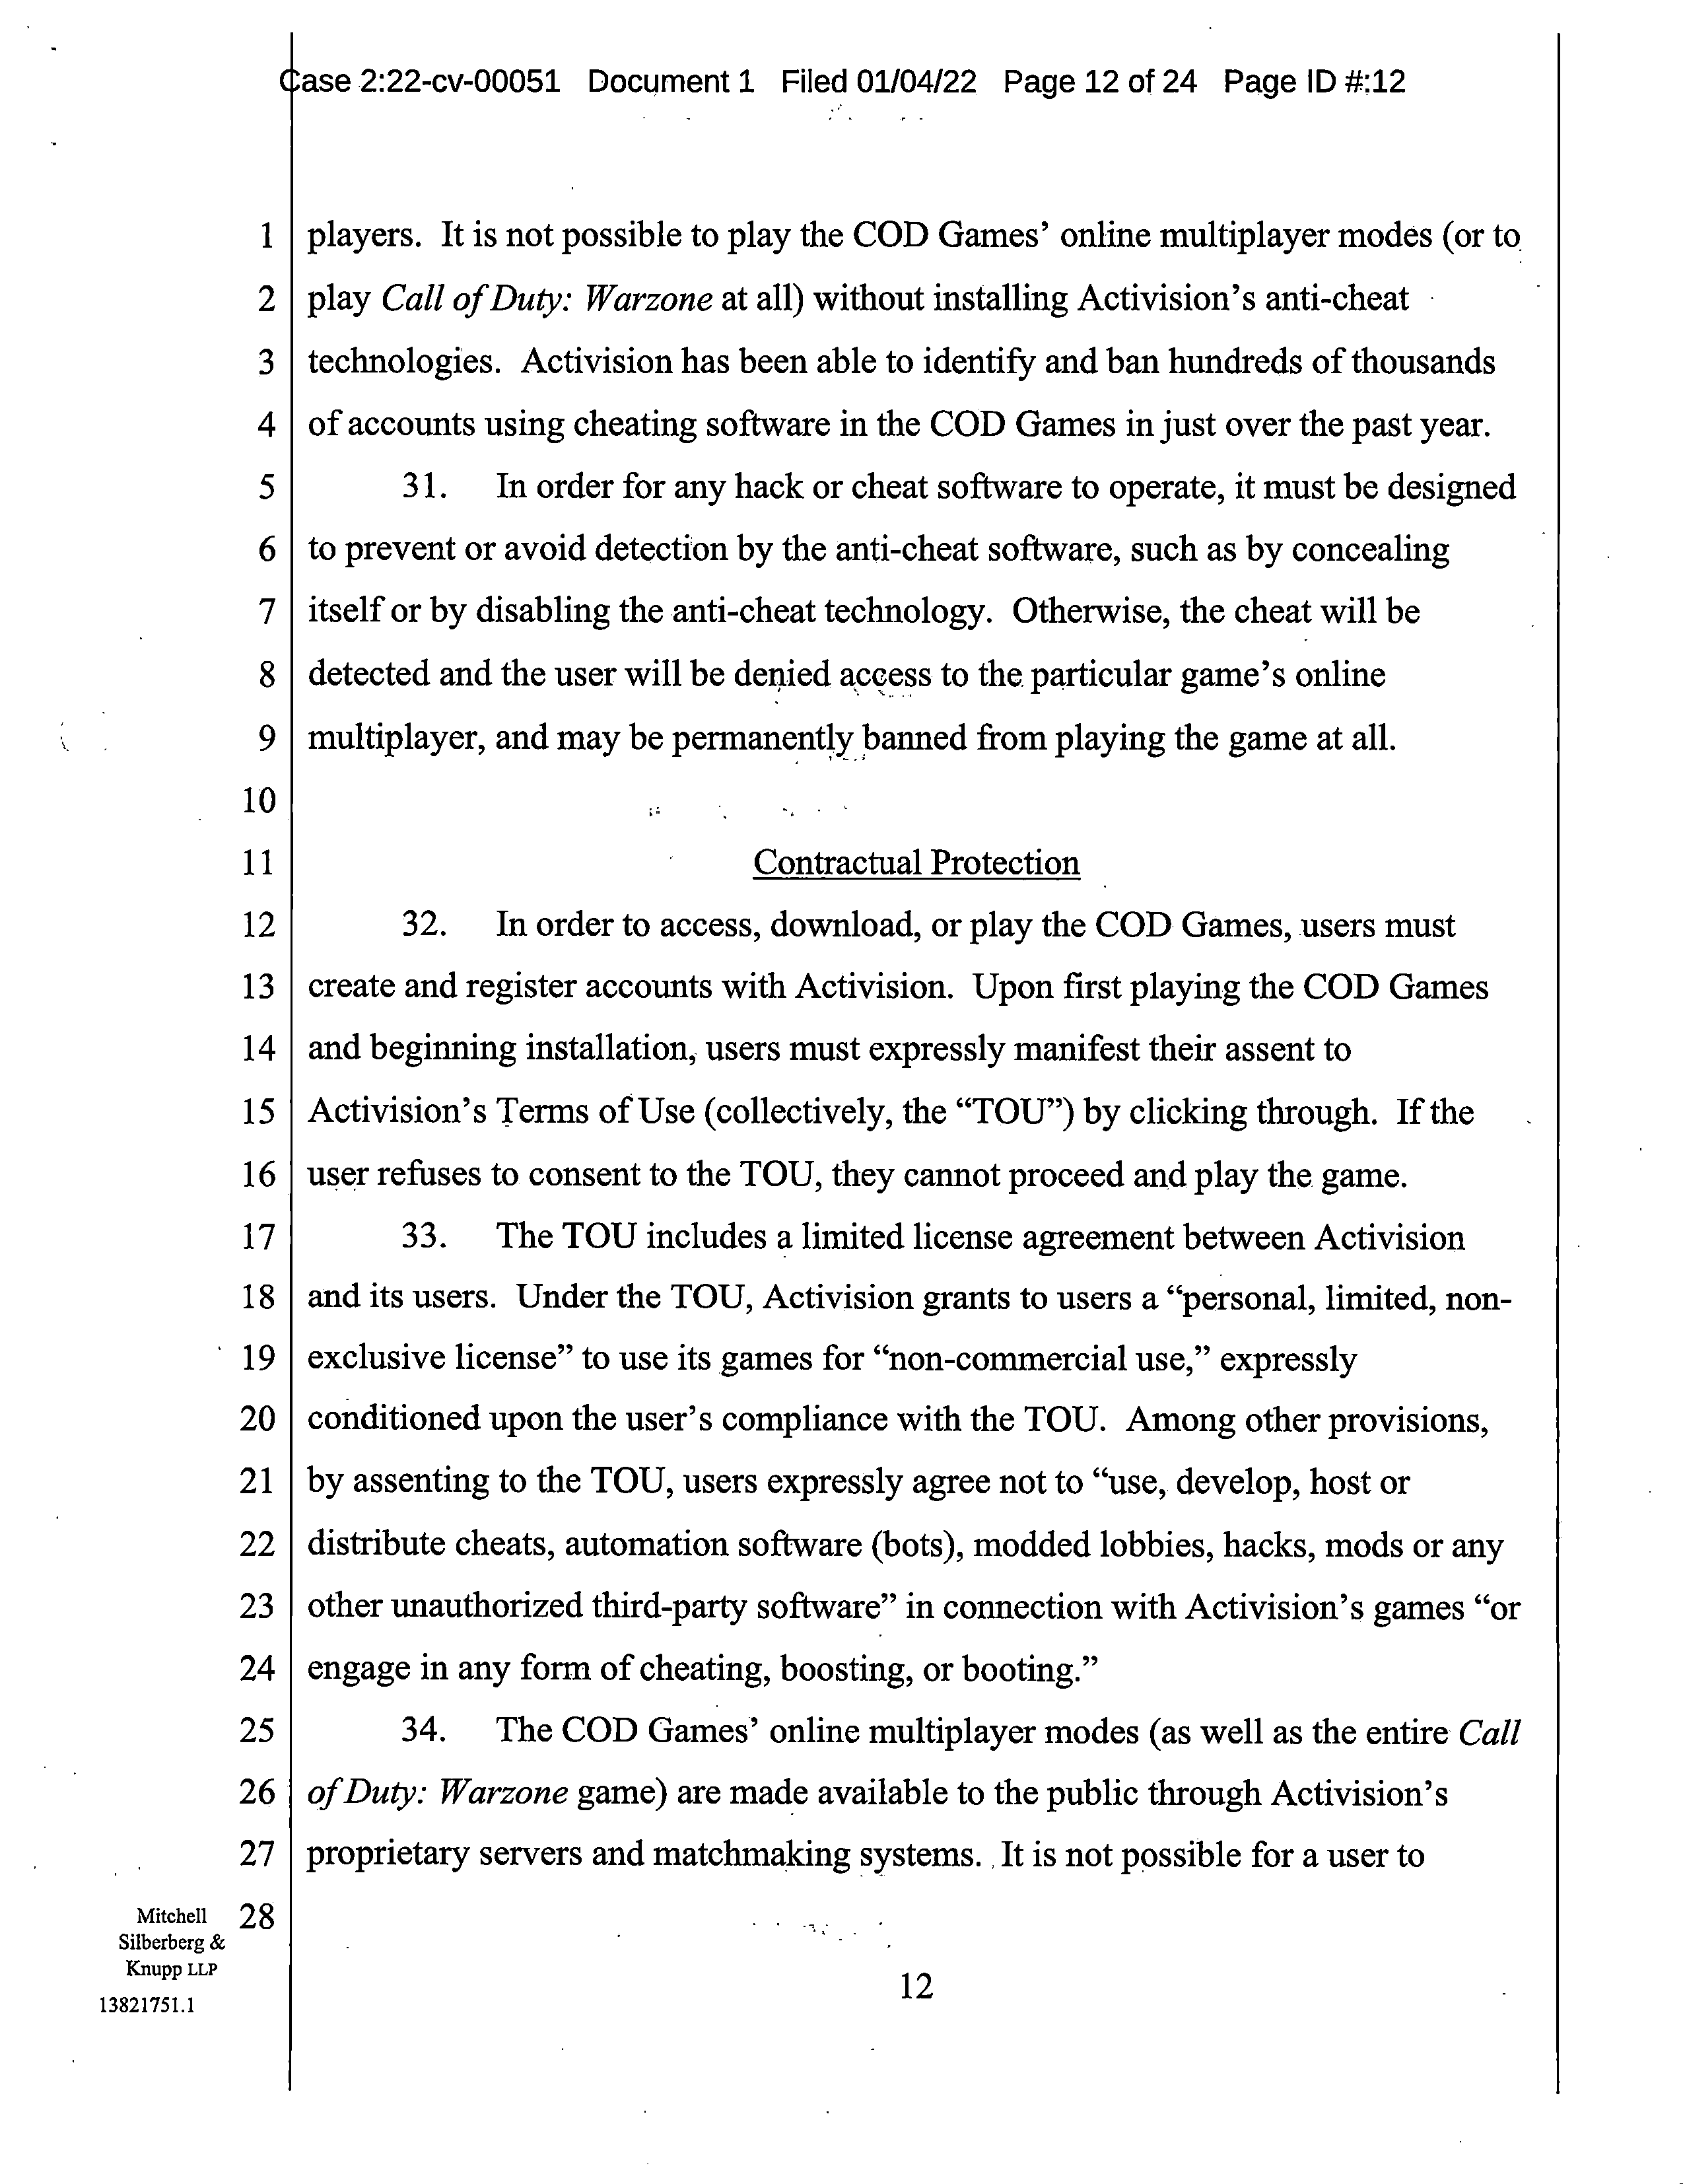 Case 2:22-cv-00051 Document 1 Filed 01/04/22 Page 12 of 24 Page ID #:12
1 players. It is not possible to play the COD Games’ online multiplayer modes (or to
2 play Call of Duty: Warzone at all) without installing Activision’s anti-cheat
3 technologies. Activision has been able to identify and ban hundreds of thousands
4 of accounts using cheating software in the COD Games in just over the past year.
5 31. In order for any hack or cheat software to operate, it must be designed
6 to prevent or avoid detection by the anti-cheat software, such as by concealing
7 itself or by disabling the anti-cheat technology. Otherwise, the cheat will be
8 detected and the user will be denied access to the particular game’s online
9 multiplayer, and may be permanently banned from playing the game at all.
10
11 Contractual Protection
12 32. In order to access, download, or play the COD Games, users must
13 create and register accounts with Activision. Upon first playing the COD Games
14 and beginning installation, users must expressly manifest their assent to
15 Activision’s Terms of Use (collectively, the “TOU”) by clicking through. If the
16 user refuses to consent to the TOU, they cannot proceed and play the game.
17 33. The TOU includes a limited license agreement between Activision
18 and its users. Under the TOU, Activision grants to users a “personal, limited, non-
19 exclusive license” to use its games for “non-commercial use,” expressly
20 conditioned upon the user’s compliance with the TOU. Among other provisions,
21 by assenting to the TOU, users expressly agree not to “use, develop, host or
22 distribute cheats, automation software (bots), modded lobbies, hacks, mods or any
23 other unauthorized third-party software” in connection with Activision’s games “or
24 engage in any form of cheating, boosting, or booting.”
25 34. The COD Games’ online multiplayer modes (as well as the entire Call
26 of Duty: Warzone game) are made available to the public through Activision’s
27 proprietary servers and matchmaking systems. It is not possible for a user to
28
Mitchell
Silberberg &
Knupp LLP
13821751.1
12